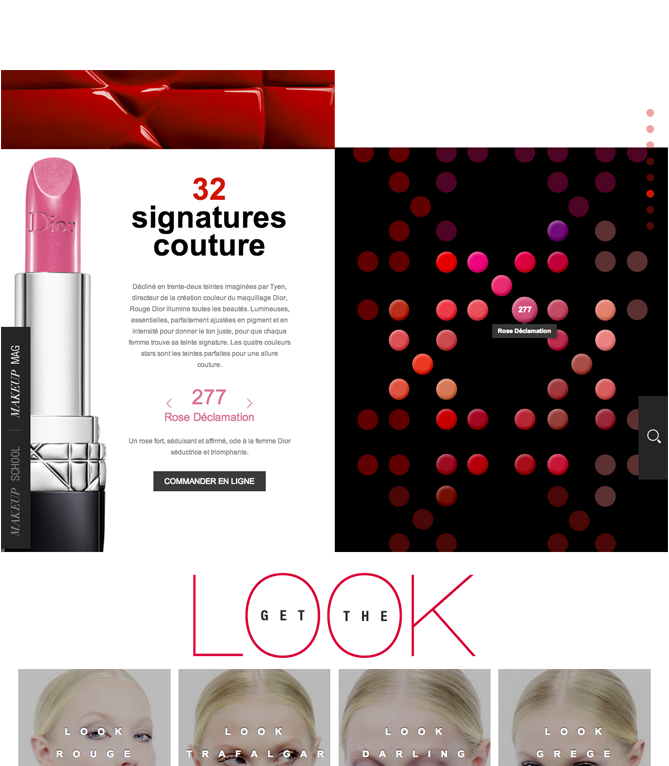 32
signatures
couture
Dior
Décliné en trente-deux teintes imaginées par Tyen,
directeur de la création couleur du maquillage Dior,
Rouge Dior illumine toutes les beautés. Lumineuses,
essentielles, parfaitement ajustées en pigment et en
intensité pour donner le ton juste, pour que chaque
femme trouve sa teinte signature. Les quatre couleurs
stars sont les teintes parfaites pour une allure
couture.
277
Rose Déclamation
Un rose fort, séduisant et affirmé, ode à la femme Dior
séductrice et triomphante.
COMMANDER EN LIGNE
MAKEUP MAG
MAKEUP SCHOOL
277
Rose Déclamation
GET THE
LOOK
LOOK
ROUGE
LOOK
TRAFALGAR
LOOK
DARLING
LOOK
GREGE